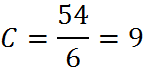 C = 54/6 = 9